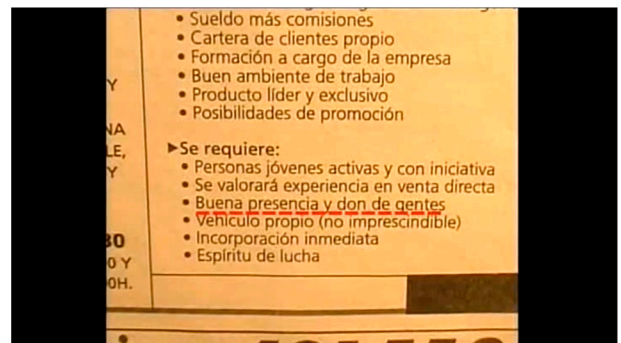 • Sueldo más comisiones
• Cartera de clientes propio
• Formación a cargo de la empresa
• Buen ambiente de trabajo
• Producto líder y exclusivo
• Posibilidades de promoción
►Se requiere:
• Personas jóvenes activas y con iniciativa
• Se valorará experiencia en venta directa
• Buena presencia y don de gentes
• Vehículo propio (no imprescindible)
• Incorporación inmediata
• Espíritu de lucha
Y
NA
LE,
Y
30
0 Y
0H.